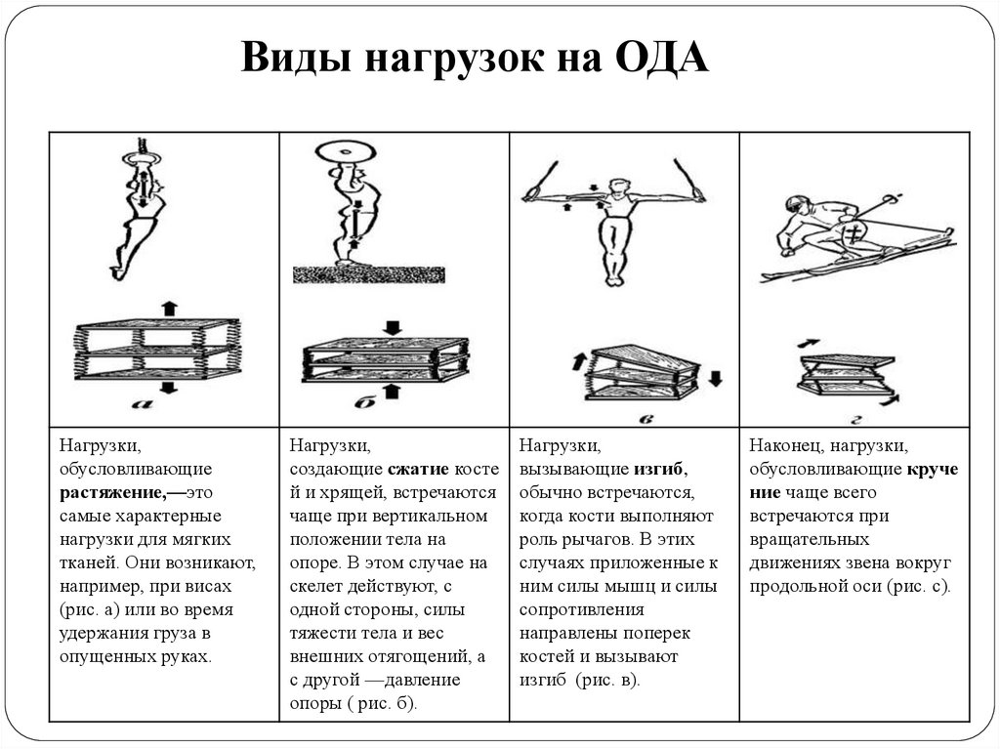 Виды нагрузок на ОДА
а
б
в
г
Нагрузки,
обусловливающие
растяжение,—это
самые характерные
нагрузки для мягких
тканей. Они возникают,
например, при висах
(рис. а) или во время
удержания груза в
опущенных руках.
Нагрузки,
создающие сжатие косте
й и хрящей, встречаются
чаще при вертикальном
положении тела на
опоре. В этом случае на
скелет действуют, с
одной стороны, силы
тяжести тела и вес
внешних отягощений, а
с другой —давление
опоры ( рис. б).
Нагрузки,
вызывающие изгиб,
обычно встречаются,
когда кости выполняют
роль рычагов. В этих
случаях приложенные к
ним силы мышц и силы
сопротивления
направлены поперек
костей и вызывают
изгиб  (рис. в).
Наконец, нагрузки,
обусловливающие круче
ние чаще всего
встречаются при
вращательных
движениях звена вокруг
продольной оси (рис. с).